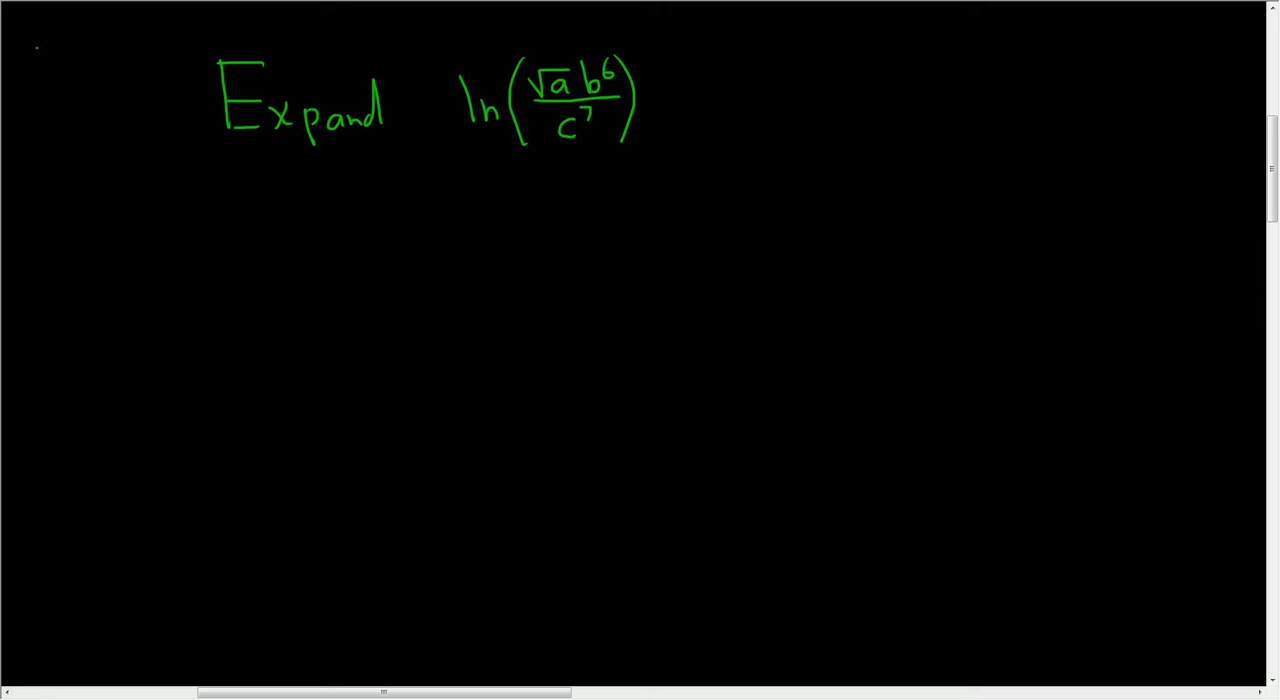 Expand ln(√a b⁶ / c⁷)